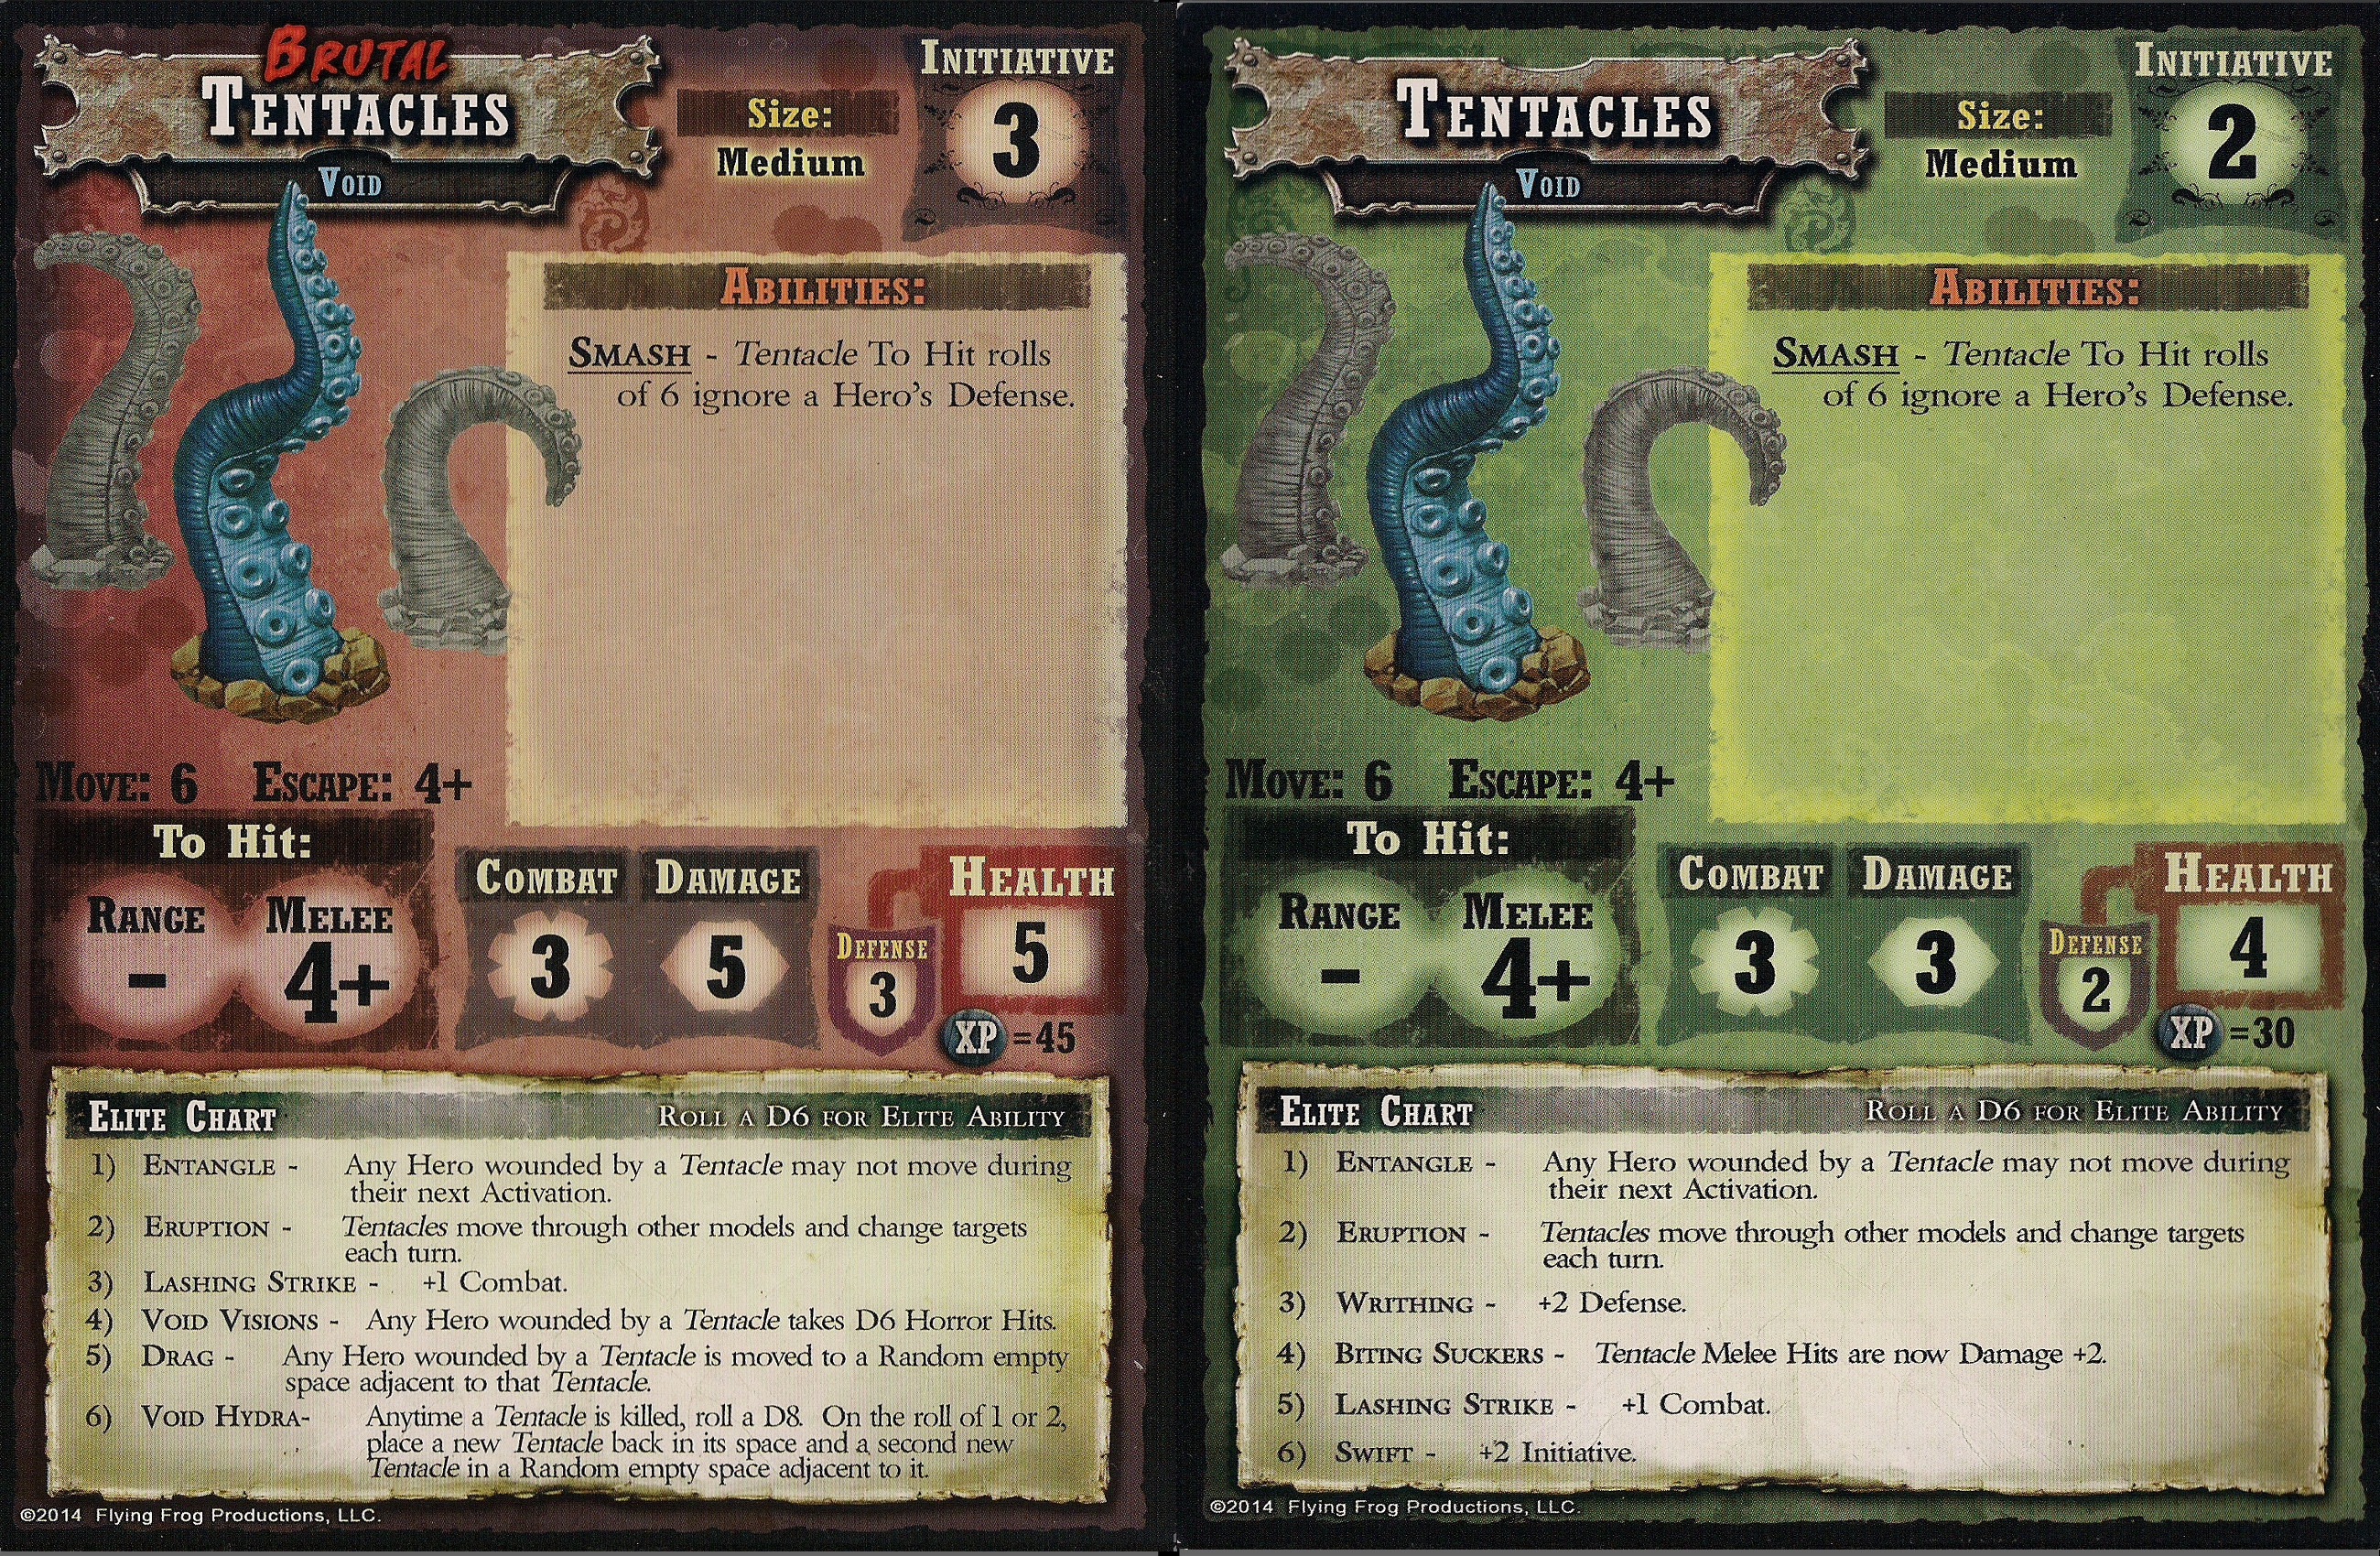 BRUTAL
TENTACLES
VOID
Size:
Medium
INITIATIVE
3
ABILITIES:
SMASH - Tentacle To Hit rolls
of 6 ignore a Hero's Defense.
MOVE: 6 ESCAPE: 4+
To Hit:
RANGE MELEE
- 4+
COMBAT DAMAGE
3 5
DEFENSE
3
HEALTH
5
XP =45
ELITE CHART ROLL A D6 FOR ELITE ABILITY
1) ENTANGLE - Any Hero wounded by a Tentacle may not move during
their next Activation.
2) ERUPTION - Tentacles move through other models and change targets
each turn.
3) LASHING STRIKE - +1 Combat.
4) VOID VISIONS - Any Hero wounded by a Tentacle takes D6 Horror Hits.
5) DRAG - Any Hero wounded by a Tentacle is moved to a Random empty
space adjacent to that Tentacle.
6) VOID HYDRA- Anytime a Tentacle is killed, roll a D8. On the roll of 1 or 2,
place a new Tentacle back in its space and a second new
Tentacle in a Random empty space adjacent to it.
©2014 Flying Frog Productions, LLC.
TENTACLES
VOID
Size:
Medium
INITIATIVE
2
ABILITIES:
SMASH - Tentacle To Hit rolls
of 6 ignore a Hero's Defense.
MOVE: 6 ESCAPE: 4+
To Hit:
RANGE MELEE
- 4+
COMBAT DAMAGE
3 3
DEFENSE
2
HEALTH
4
XP =30
ELITE CHART ROLL A D6 FOR ELITE ABILITY
1) ENTANGLE - Any Hero wounded by a Tentacle may not move during
their next Activation.
2) ERUPTION - Tentacles move through other models and change targets
each turn.
3) WRITHING - +2 Defense.
4) BITING SUCKERS - Tentacle Melee Hits are now Damage +2.
5) LASHING STRIKE - +1 Combat.
6) SWIFT - +2 Initiative.
©2014 Flying Frog Productions, LLC.